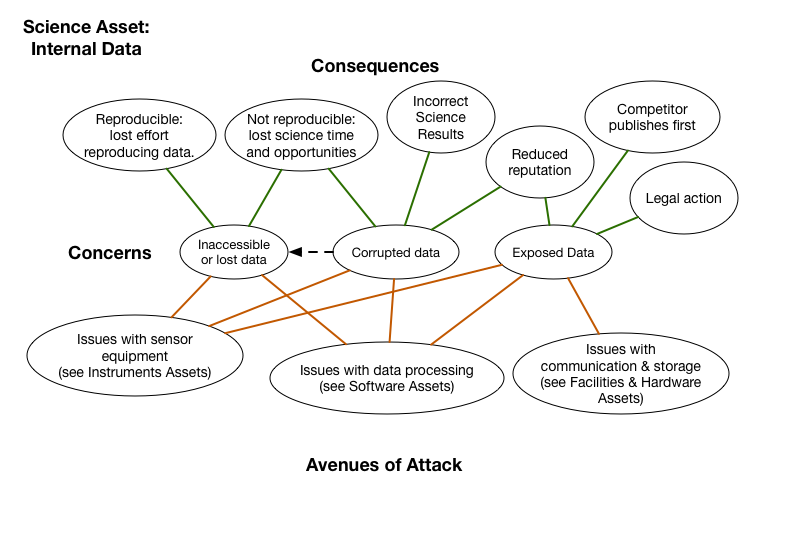 Science Asset:
Internal Data
Consequences
Reproducible:
lost effort
reproducing data.
Not reproducible:
lost science time
and opportunities
Incorrect
Science
Results
Reduced
reputation
Competitor
publishes first
Legal action
Concerns
Inaccessible
or lost data
Corrupted data
Exposed Data
Issues with sensor
equipment
(see Instruments Assets)
Issues with data processing
(see Software Assets)
Issues with
communication & storage
(see Facilities & Hardware
Assets)
Avenues of Attack